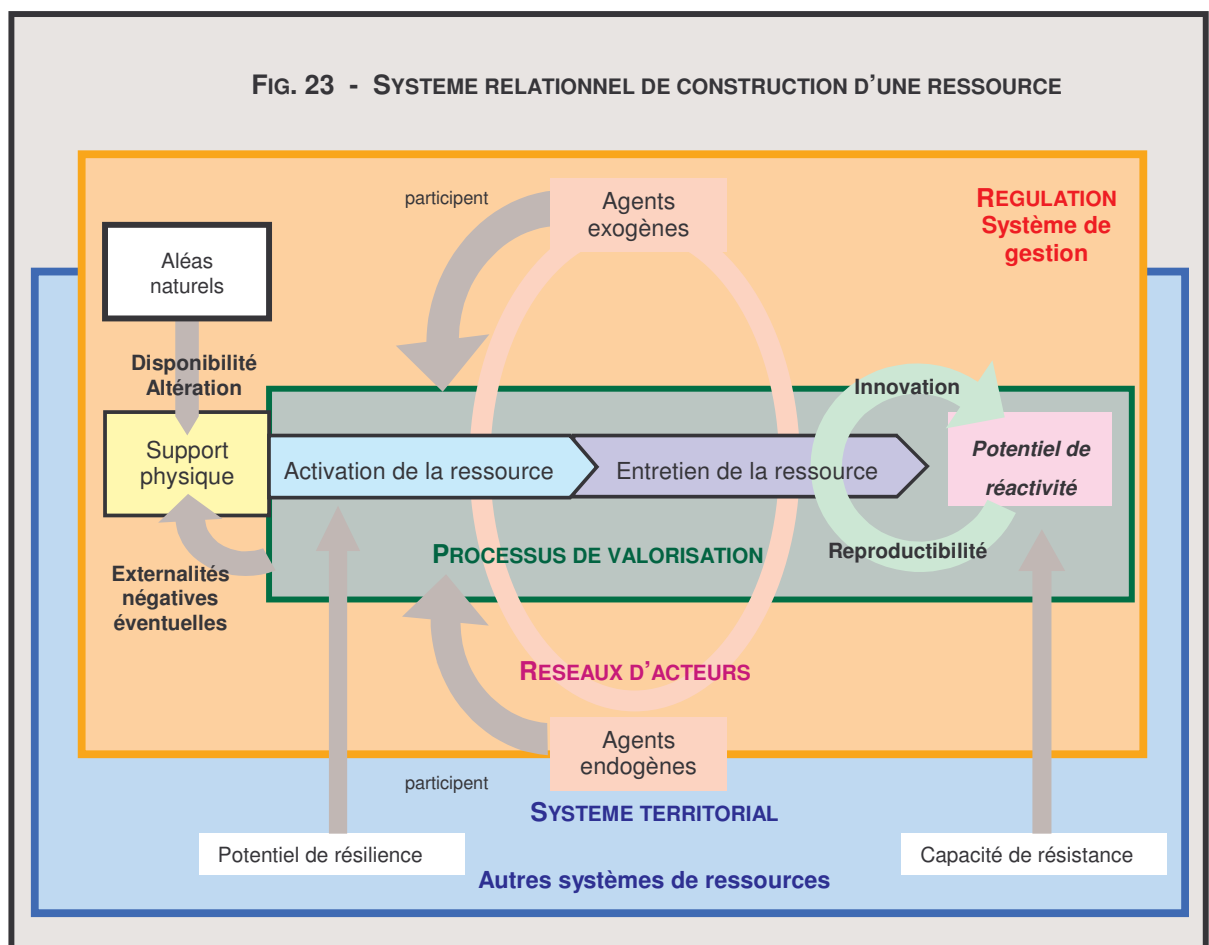 FIG. 23 - SYSTEME RELATIONNEL DE CONSTRUCTION D'UNE RESSOURCE
participent
Agents
exogènes
REGULATION
Système de
gestion
Aléas
naturels
Disponibilité
Altération
Innovation
Support
physique
Activation de la ressource
Entretien de la ressource
Potentiel de
réactivité
PROCESSUS DE VALORISATION
Reproductibilité
Externalités
négatives
éventuelles
RESEAUX D'ACTEURS
Agents
endogènes
participent
SYSTEME TERRITORIAL
Potentiel de résilience
Capacité de résistance
Autres systèmes de ressources